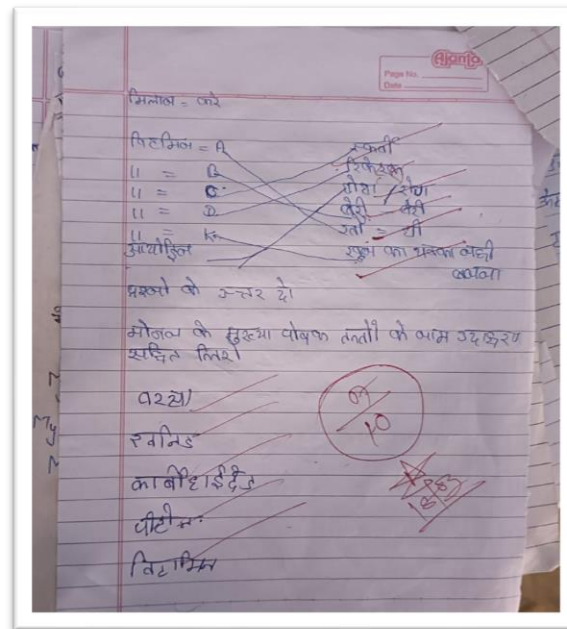 Ajanta
Page No.
Date
मिलान = करे
विटामिन = A स्कर्वी
" = B रिकेट्स
" = C घेंघा / रोग
" = D बेरी - बेरी
" = K रतौं = धी
आयोडिन खून का थक्का नही
बनना
प्रश्नो के उत्तर दे।
भोजन के मुख्या पोषक तत्वों के नाम उदाहरण
सहित लिखे
वस्सा
खनिज
कार्बोहाईड्रेड
विटामिन
10